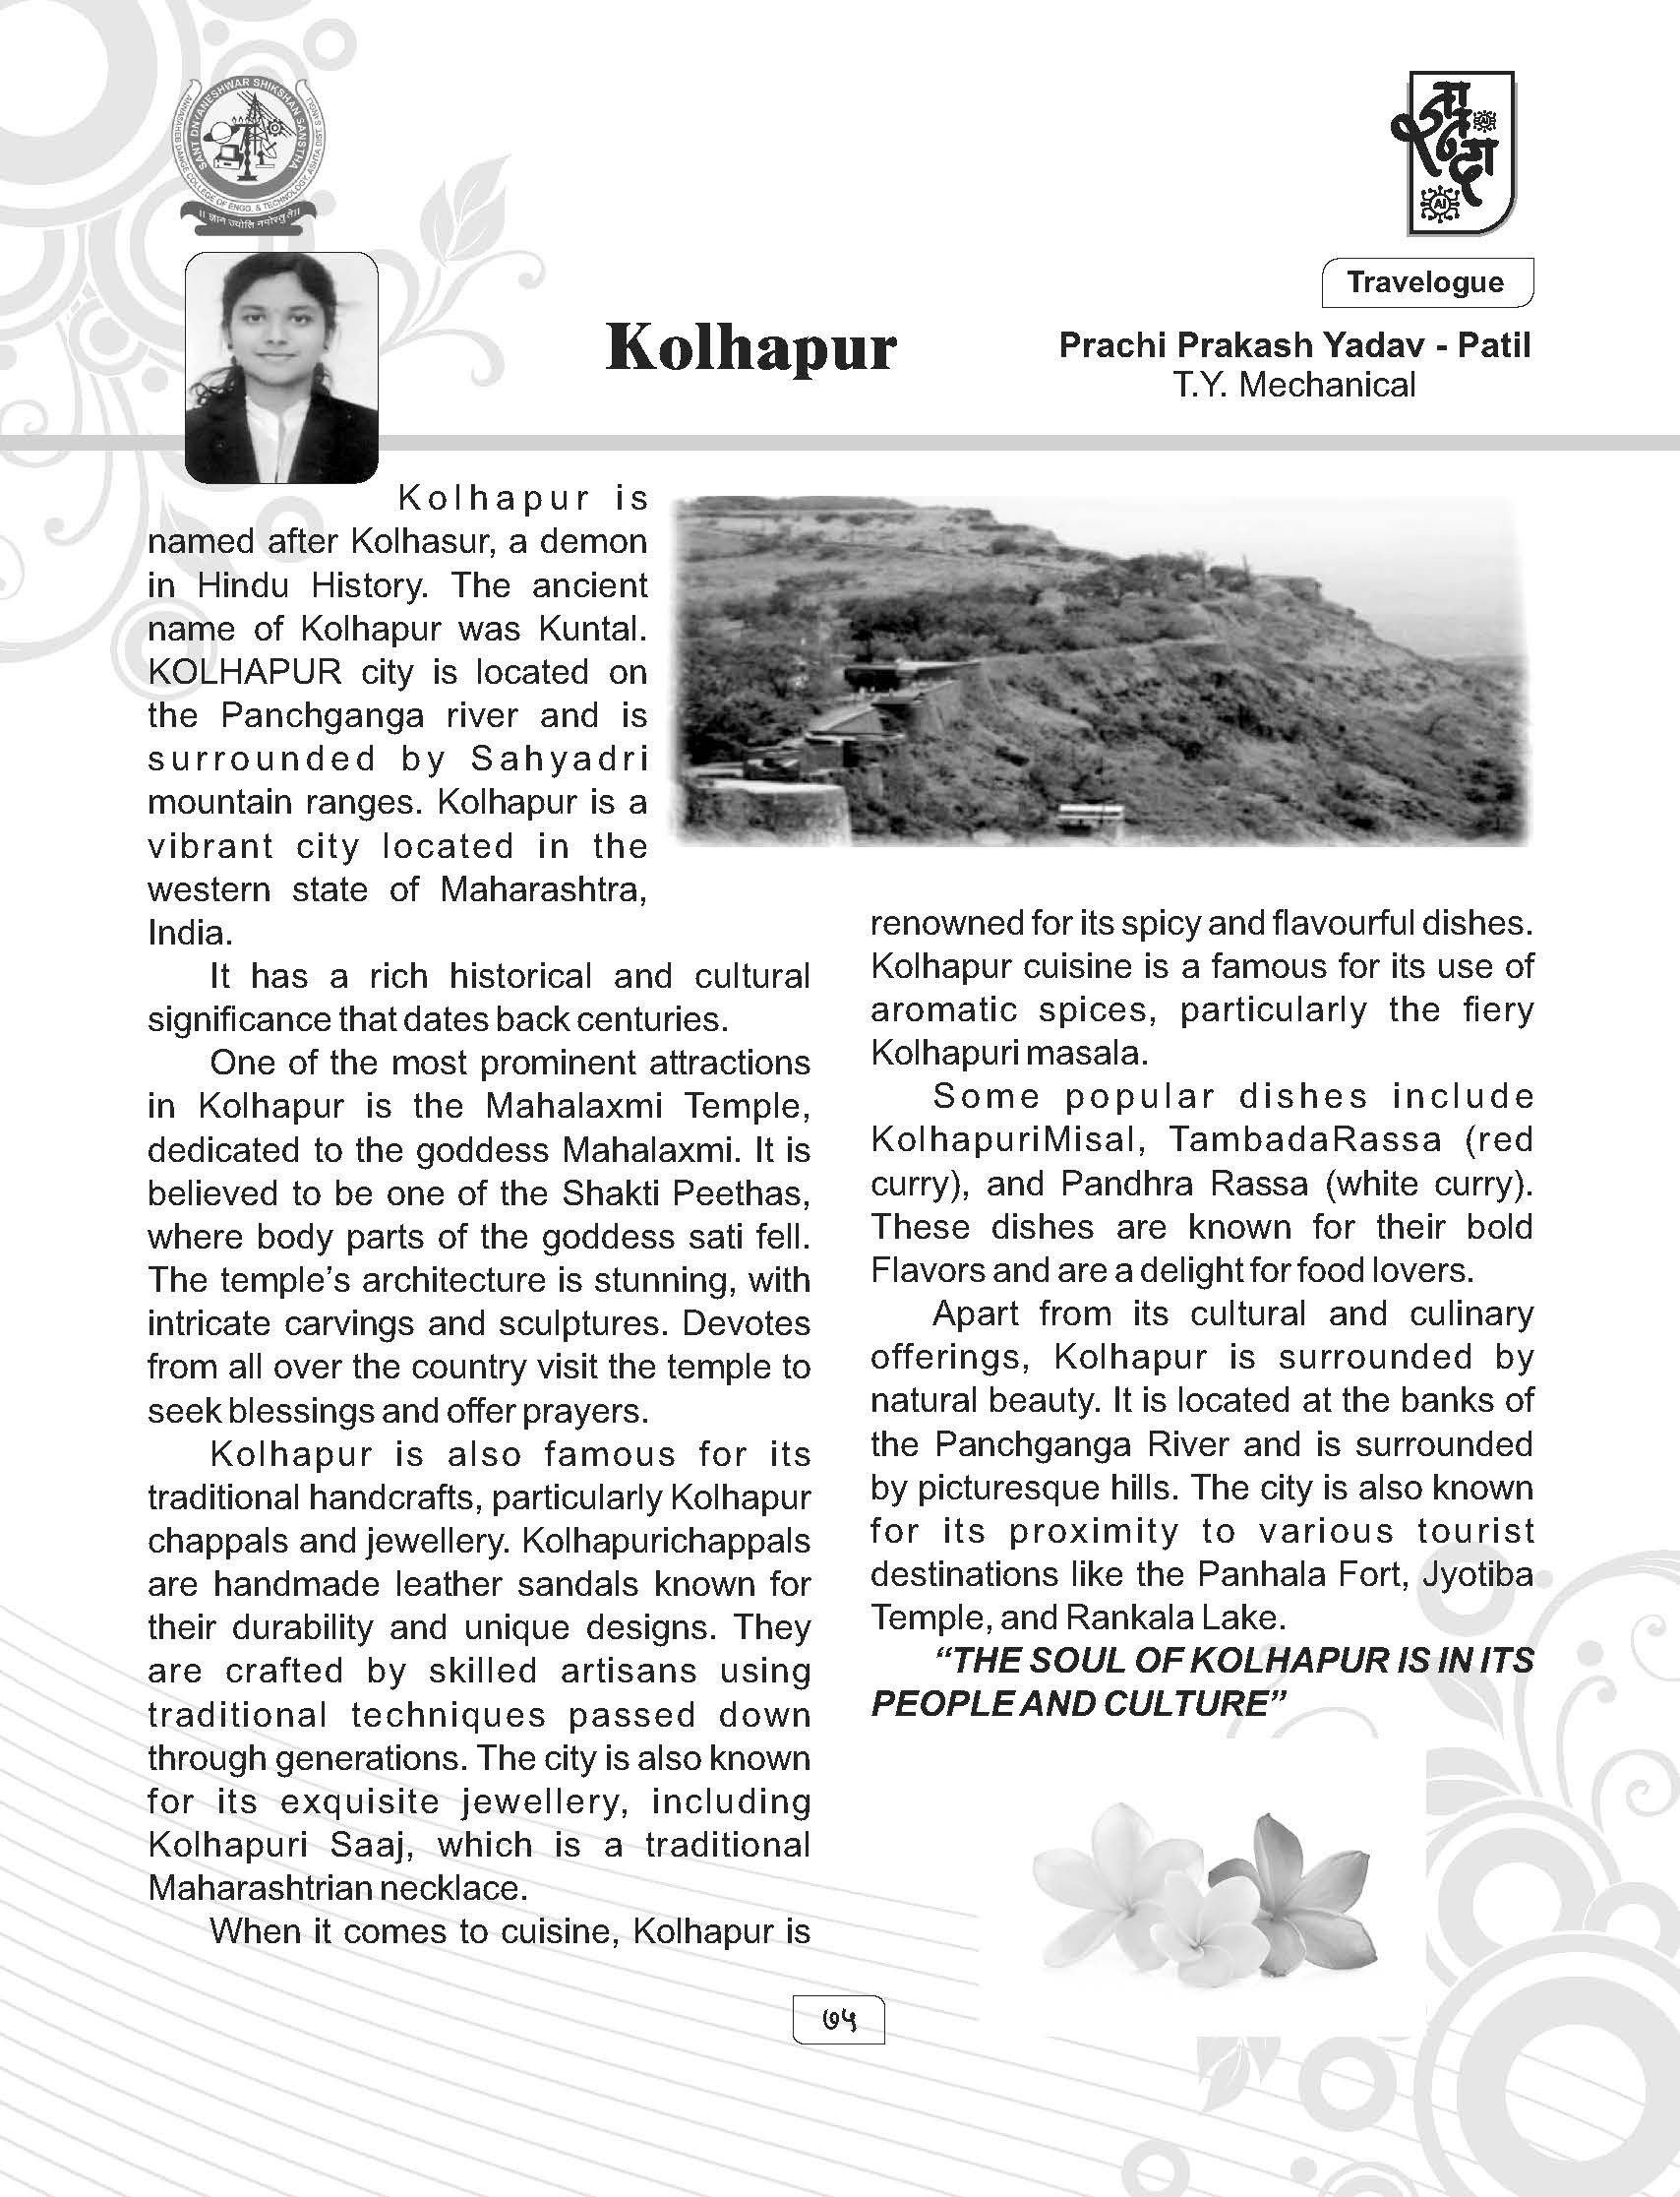 SANT DNYANESHWAR SHIKSHAN SANSTHA
ANNASAHEB DANGE COLLEGE OF ENGG. & TECHNOLOGY, ASHTA DIST. SANGLI
AI
AI
Travelogue
Kolhapur
Prachi Prakash Yadav - Patil
T.Y. Mechanical
Kolhapur is
named after Kolhasur, a demon
in Hindu History. The ancient
name of Kolhapur was Kuntal.
KOLHAPUR city is located on
the Panchganga river and is
surrounded by Sahyadri
mountain ranges. Kolhapur is a
vibrant city located in the
western state of Maharashtra,
India.
It has a rich historical and cultural
significance that dates back centuries.
One of the most prominent attractions
in Kolhapur is the Mahalaxmi Temple,
dedicated to the goddess Mahalaxmi. It is
believed to be one of the Shakti Peethas,
where body parts of the goddess sati fell.
The temple’s architecture is stunning, with
intricate carvings and sculptures. Devotes
from all over the country visit the temple to
seek blessings and offer prayers.
Kolhapur is also famous for its
traditional handcrafts, particularly Kolhapur
chappals and jewellery. Kolhapurichappals
are handmade leather sandals known for
their durability and unique designs. They
are crafted by skilled artisans using
traditional techniques passed down
through generations. The city is also known
for its exquisite jewellery, including
Kolhapuri Saaj, which is a traditional
Maharashtrian necklace.
When it comes to cuisine, Kolhapur is
renowned for its spicy and flavourful dishes.
Kolhapur cuisine is a famous for its use of
aromatic spices, particularly the fiery
Kolhapuri masala.
Some popular dishes include
KolhapuriMisal, TambadaRassa (red
curry), and Pandhra Rassa (white curry).
These dishes are known for their bold
Flavors and are a delight for food lovers.
Apart from its cultural and culinary
offerings, Kolhapur is surrounded by
natural beauty. It is located at the banks of
the Panchganga River and is surrounded
by picturesque hills. The city is also known
for its proximity to various tourist
destinations like the Panhala Fort, Jyotiba
Temple, and Rankala Lake.
“THE SOUL OF KOLHAPUR IS IN ITS
PEOPLE AND CULTURE”
७५